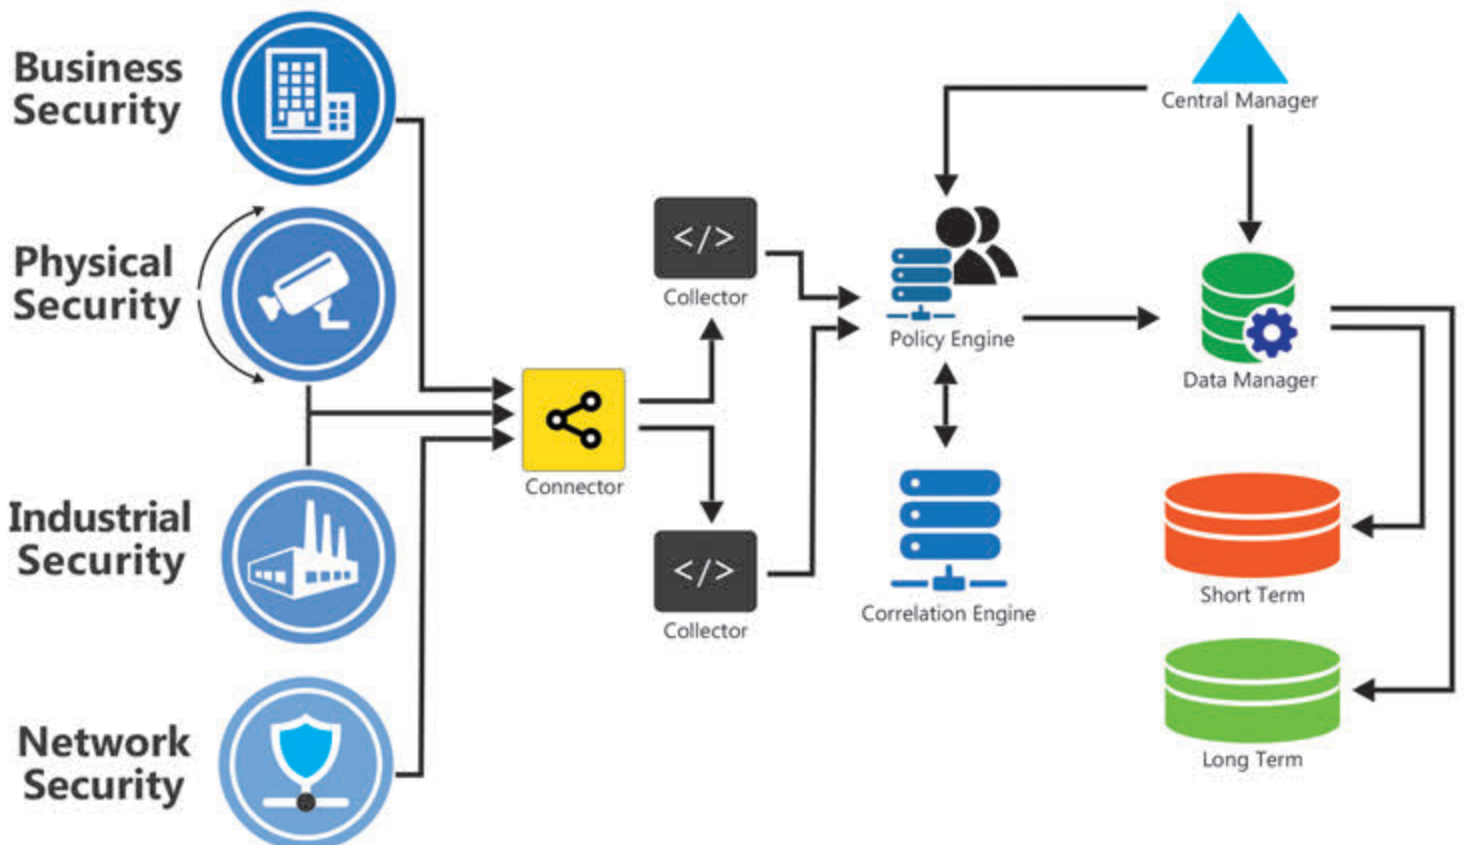 Business
Security
Physical
Security
Industrial
Security
Network
Security
Connector
</>
Collector
</>
Collector
Policy Engine
Correlation Engine
Central Manager
Data Manager
Short Term
Long Term